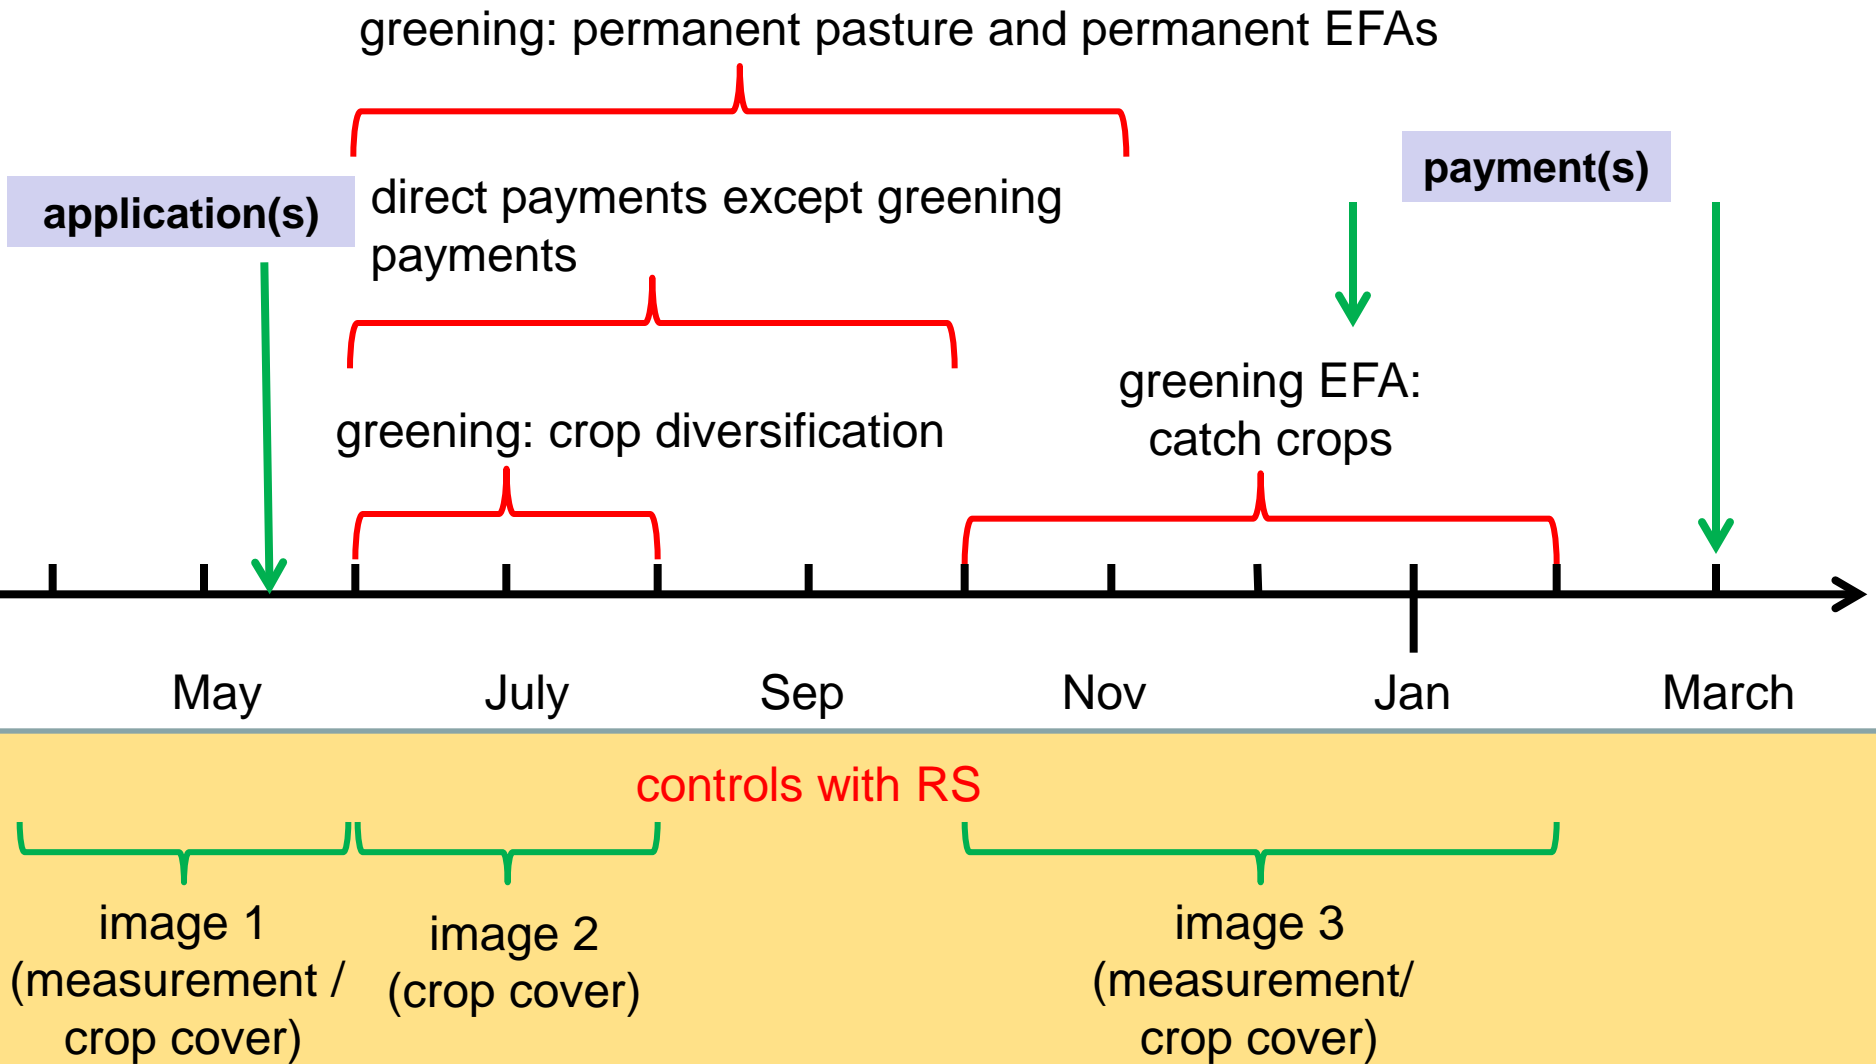 greening: permanent pasture and permanent EFAs
application(s)
direct payments except greening
payments
payment(s)
greening: crop diversification
greening EFA:
catch crops
May
July
Sep
Nov
Jan
March
controls with RS
image 1
(measurement /
crop cover)
image 2
(crop cover)
image 3
(measurement/
crop cover)